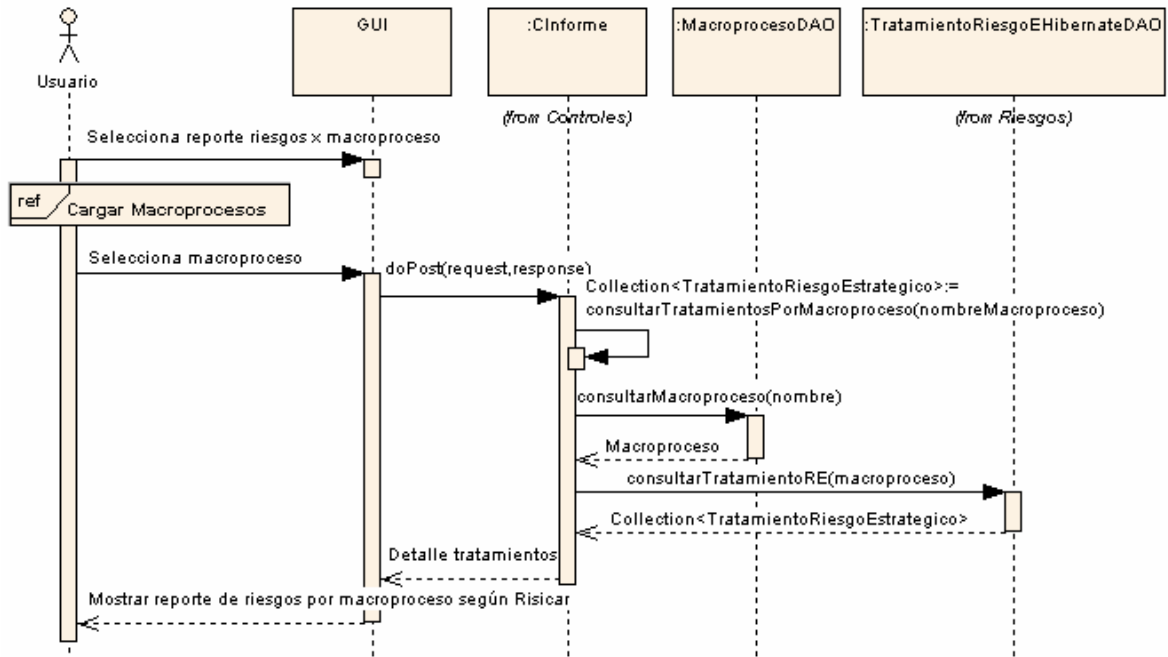 GUI
:CInforme
:MacroprocesoDAO
:TratamientoRiesgoEHibernateDAO
Usuario
(from Controles)
(from Riesgos)
Selecciona reporte riesgos x macroproceso
ref
Cargar Macroprocesos
Selecciona macroproceso
doPost(request,response)
Collection<TratamientoRiesgoEstrategico>:=
consultarTratamientosPorMacroproceso(nombreMacroproceso)
consultarMacroproceso(nombre)
Macroproceso
consultarTratamientoRE(macroproceso)
Collection<TratamientoRiesgoEstrategico>
Detalle tratamientos
Mostrar reporte de riesgos por macroproceso según Risicar